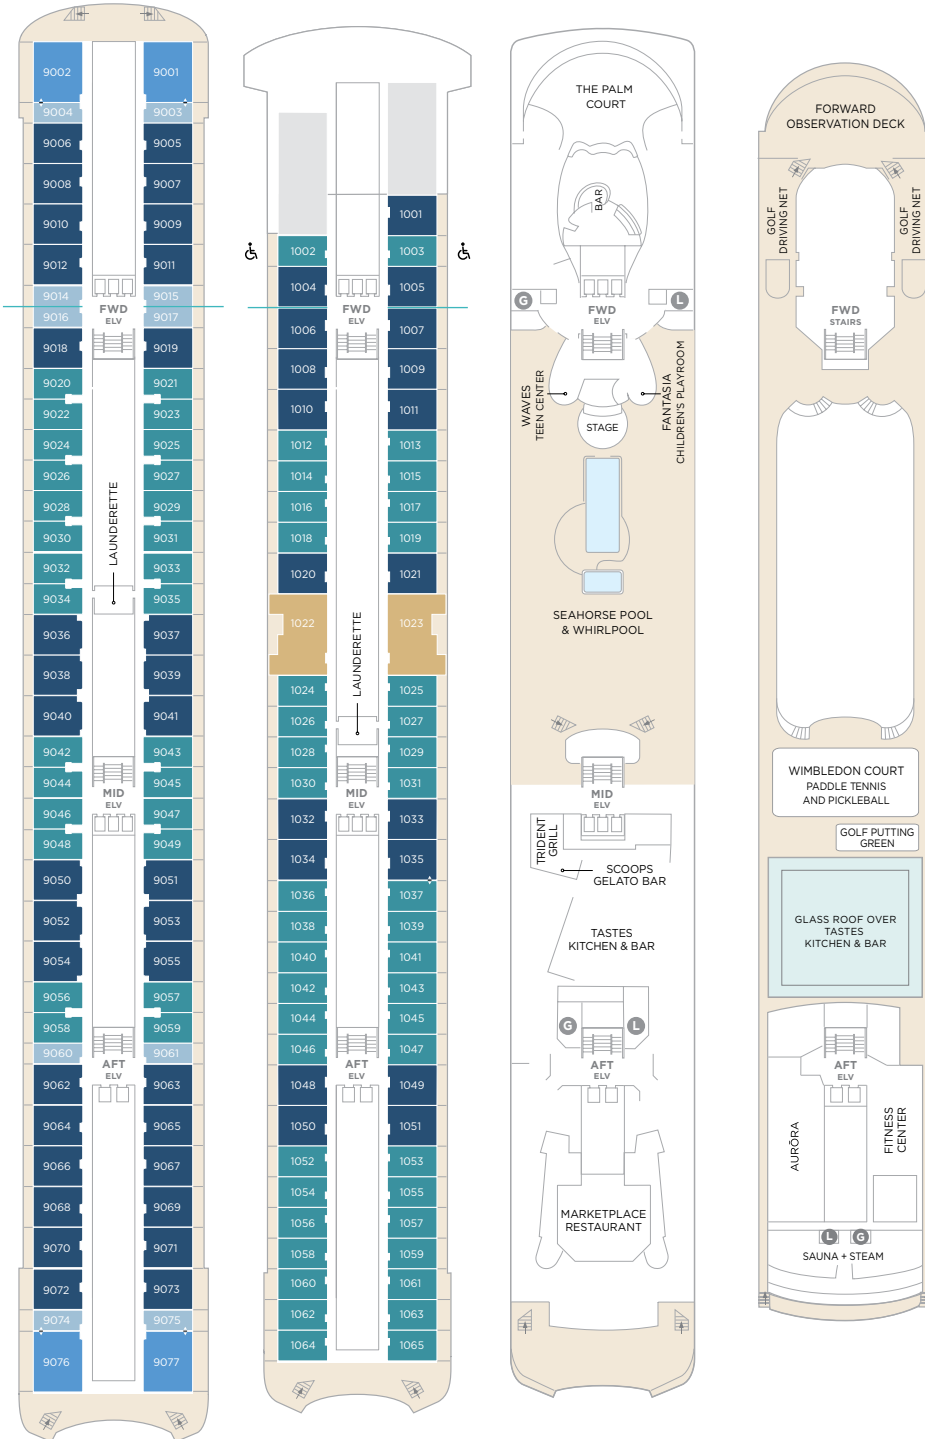 9002
9001
9004
9003
9006
9005
9008
9007
9010
9009
9012
9011
9014
9015
9016
9017
FWD
ELV
9018
9019
9020
9021
9022
9023
9024
9025
9026
9027
9028
9029
9030
9031
9032
9033
9034
9035
LAUNDERETTE
9036
9037
9038
9039
9040
9041
9042
9043
9044
9045
MID
ELV
9046
9047
9048
9049
9050
9051
9052
9053
9054
9055
9056
9057
9058
9059
9060
9061
AFT
ELV
9062
9063
9064
9065
9066
9067
9068
9069
9070
9071
9072
9073
9074
9075
9076
9077
1001
1002
1003
1004
1005
FWD
ELV
1006
1007
1008
1009
1010
1011
1012
1013
1014
1015
1016
1017
1018
1019
1020
1021
1022
1023
LAUNDERETTE
1024
1025
1026
1027
1028
1029
1030
1031
MID
ELV
1032
1033
1034
1035
1036
1037
1038
1039
1040
1041
1042
1043
1044
1045
1046
1047
AFT
ELV
1048
1049
1050
1051
1052
1053
1054
1055
1056
1057
1058
1059
1060
1061
1062
1063
1064
1065
THE PALM
COURT
BAR
G
L
FWD
ELV
WAVES
TEEN CENTER
FANTASIA
CHILDREN'S PLAYROOM
STAGE
SEAHORSE POOL
& WHIRLPOOL
MID
ELV
TRIDENT
GRILL
SCOOPS
GELATO BAR
TASTES
KITCHEN & BAR
G
L
AFT
ELV
MARKETPLACE
RESTAURANT
FORWARD
OBSERVATION DECK
GOLF
DRIVING NET
GOLF
DRIVING NET
FWD
STAIRS
WIMBLEDON COURT
PADDLE TENNIS
AND PICKLEBALL
GOLF PUTTING
GREEN
GLASS ROOF OVER
TASTES
KITCHEN & BAR
AFT
ELV
AURŌRA
FITNESS
CENTER
L
G
SAUNA + STEAM